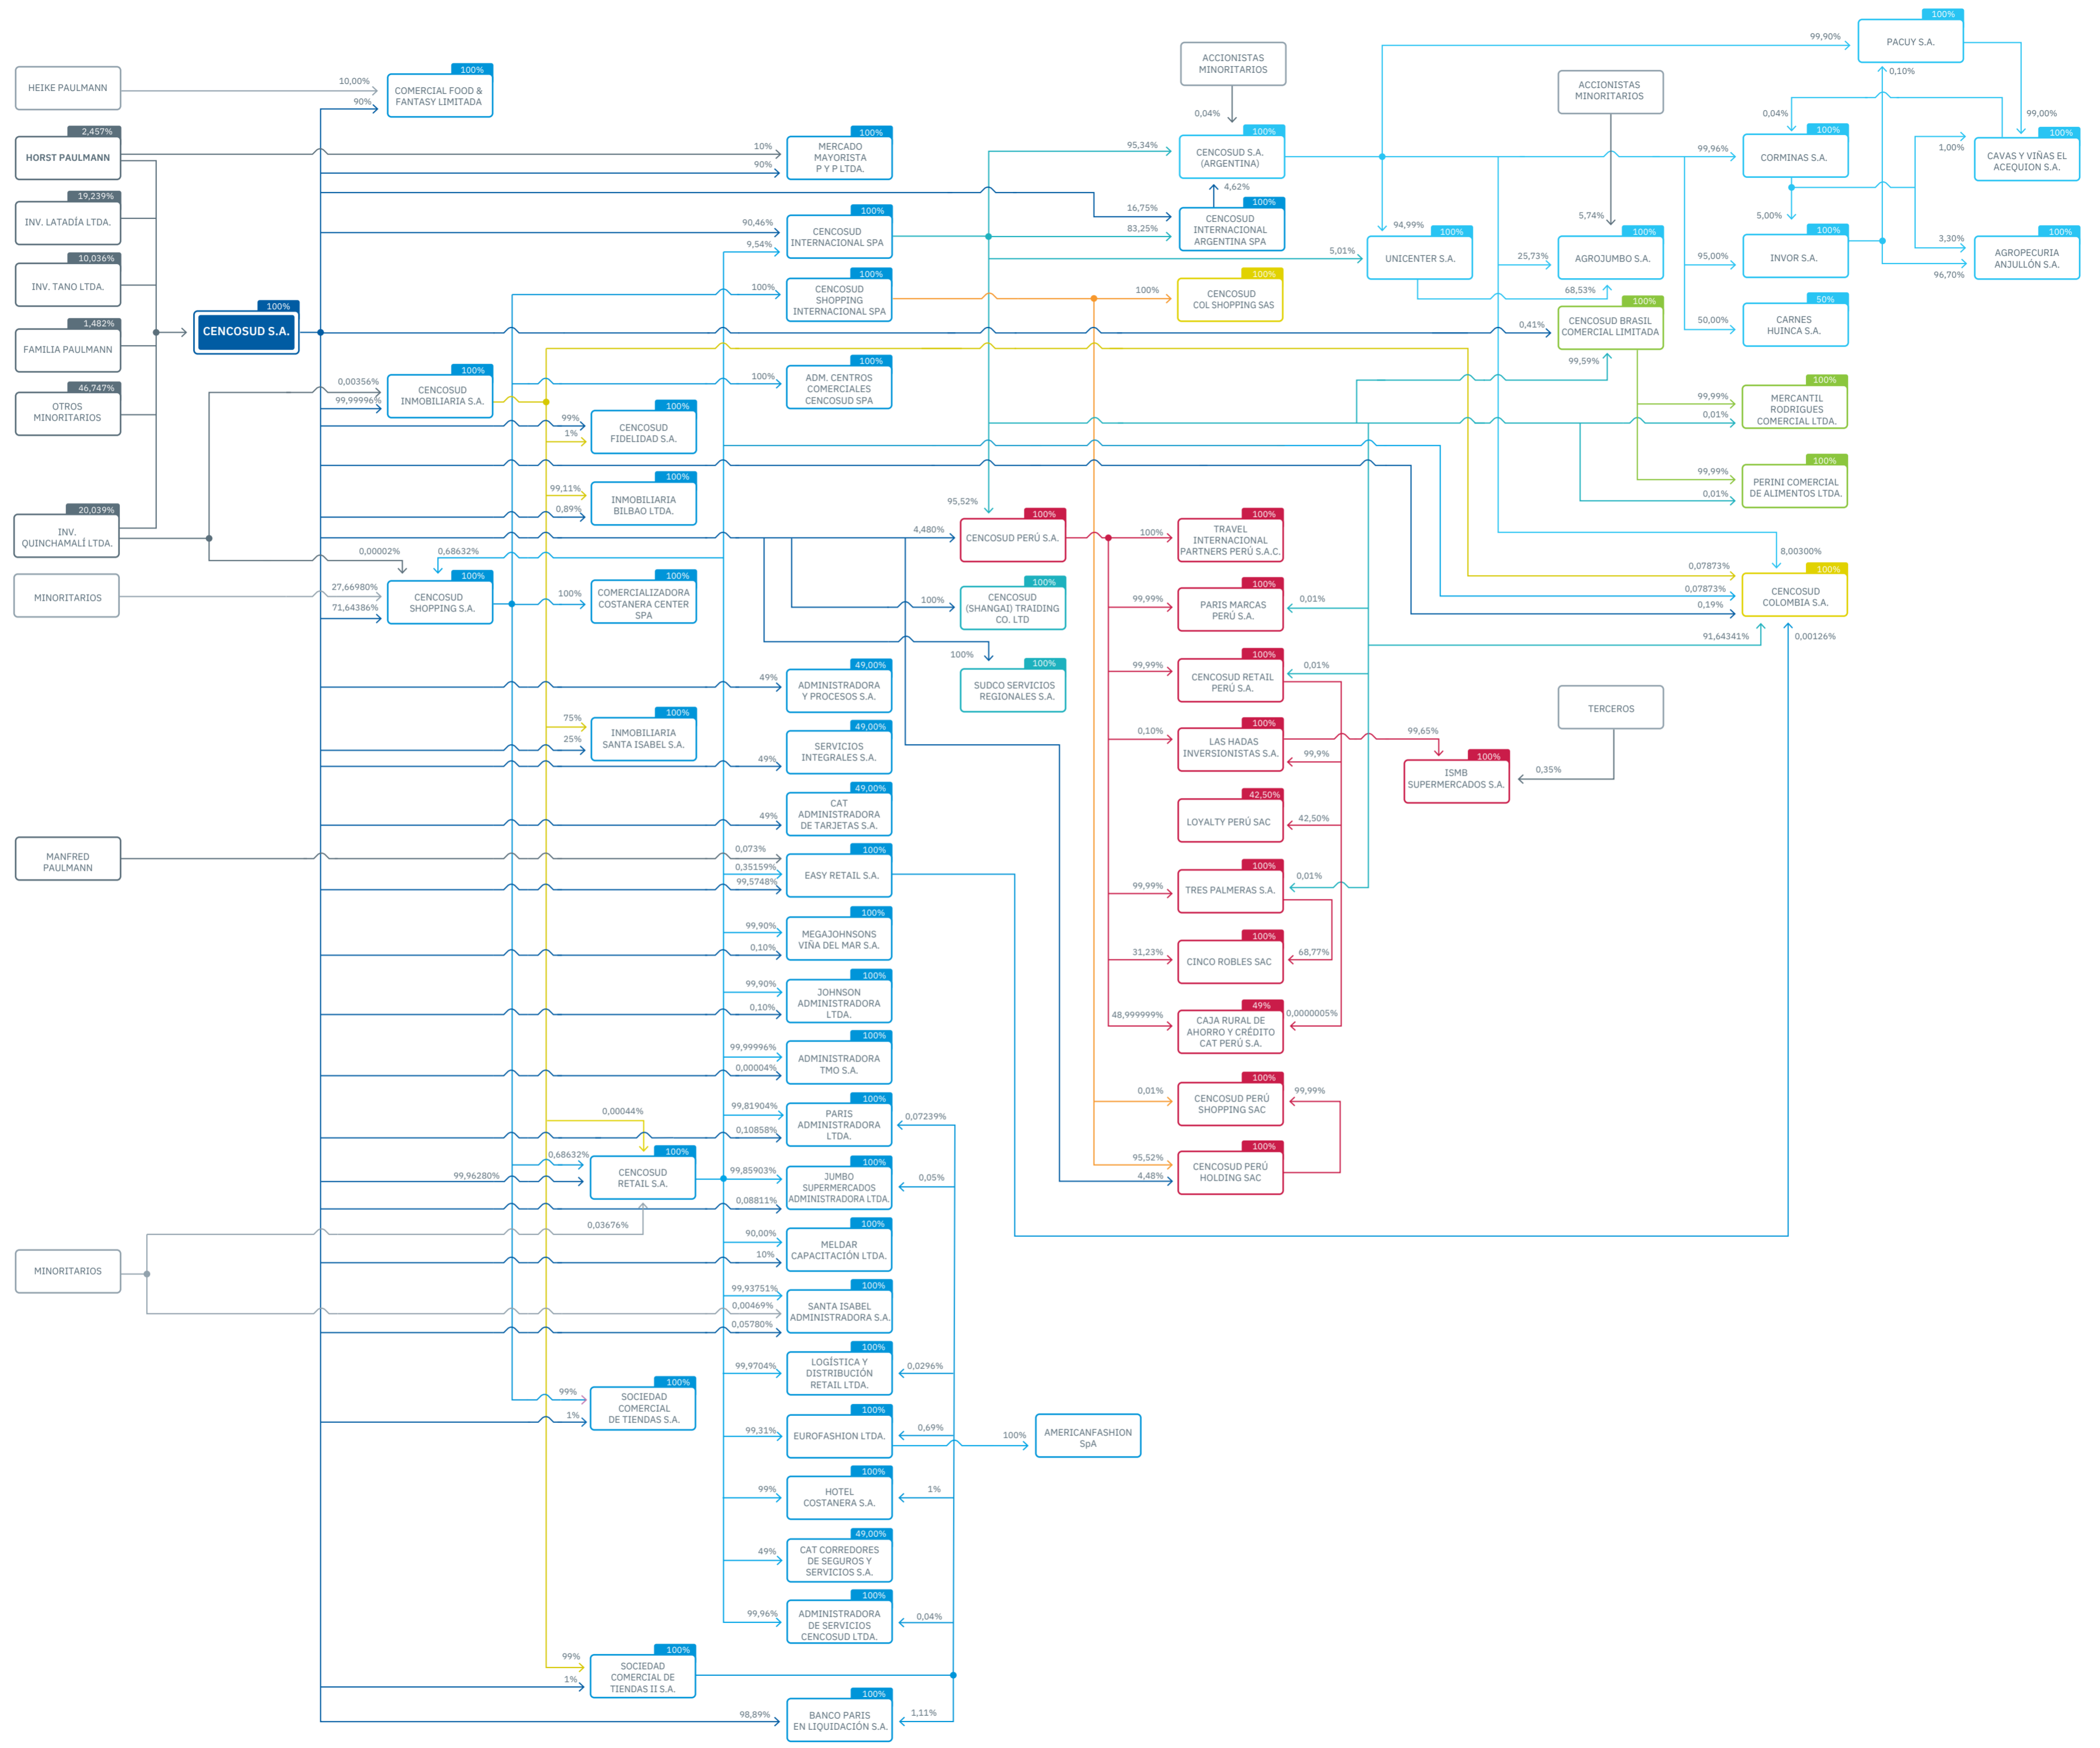 HEIKE PAULMANN
10,00%
90%
100%
COMERCIAL FOOD &
FANTASY LIMITADA
2,457%
HORST PAULMANN
19,239%
INV. LATADÍA LTDA.
10,036%
INV. TANO LTDA.
1,482%
FAMILIA PAULMANN
46,747%
OTROS
MINORITARIOS
20,039%
INV.
QUINCHAMALÍ LTDA.
MINORITARIOS
100%
CENCOSUD S.A.
MANFRED
PAULMANN
MINORITARIOS
0,00356%
99,99996%
100%
CENCOSUD
INMOBILIARIA S.A.
0,00002%
0,68632%
27,66980%
71,64386%
100%
CENCOSUD
SHOPPING S.A.
99%
1%
100%
CENCOSUD
FIDELIDAD S.A.
99,11%
0,89%
100%
INMOBILIARIA
BILBAO LTDA.
100%
100%
COMERCIALIZADORA
COSTANERA CENTER
SPA
75%
25%
100%
INMOBILIARIA
SANTA ISABEL S.A.
0,00044%
0,68632%
99,96280%
0,03676%
100%
CENCOSUD
RETAIL S.A.
99%
1%
100%
SOCIEDAD
COMERCIAL
DE TIENDAS S.A.
99%
1%
100%
SOCIEDAD
COMERCIAL DE
TIENDAS II S.A.
10%
90%
100%
MERCADO
MAYORISTA
P Y P LTDA.
90,46%
9,54%
100%
CENCOSUD
INTERNACIONAL SPA
100%
100%
CENCOSUD
SHOPPING
INTERNACIONAL SPA
100%
100%
ADM. CENTROS
COMERCIALES
CENCOSUD SPA
49%
49,00%
ADMINISTRADORA
Y PROCESOS S.A.
49%
49,00%
SERVICIOS
INTEGRALES S.A.
49%
49,00%
CAT
ADMINISTRADORA
DE TARJETAS S.A.
0,073%
0,35159%
99,5748%
100%
EASY RETAIL S.A.
99,90%
0,10%
100%
MEGAJOHNSONS
VIÑA DEL MAR S.A.
99,90%
0,10%
100%
JOHNSON
ADMINISTRADORA
LTDA.
99,99996%
0,00004%
100%
ADMINISTRADORA
TMO S.A.
99,81904%
0,10858%
100%
PARIS
ADMINISTRADORA
LTDA.
0,07239%
99,85903%
0,08811%
100%
JUMBO
SUPERMERCADOS
ADMINISTRADORA LTDA.
0,05%
90,00%
10%
100%
MELDAR
CAPACITACIÓN LTDA.
99,93751%
0,00469%
0,05780%
100%
SANTA ISABEL
ADMINISTRADORA S.A.
99,9704%
100%
LOGÍSTICA Y
DISTRIBUCIÓN
RETAIL LTDA.
0,0296%
99,31%
100%
EUROFASHION LTDA.
0,69%
100%
AMERICANFASHION
SpA
99%
100%
HOTEL
COSTANERA S.A.
1%
49%
49,00%
CAT CORREDORES
DE SEGUROS Y
SERVICIOS S.A.
99,96%
100%
ADMINISTRADORA
DE SERVICIOS
CENCOSUD LTDA.
0,04%
98,89%
100%
BANCO PARIS
EN LIQUIDACIÓN S.A.
1,11%
95,52%
4,480%
100%
CENCOSUD PERÚ S.A.
100%
100%
CENCOSUD
(SHANGAI) TRAIDING
CO. LTD
100%
100%
SUDCO SERVICIOS
REGIONALES S.A.
ACCIONISTAS
MINORITARIOS
0,04%
95,34%
100%
CENCOSUD S.A.
(ARGENTINA)
4,62%
16,75%
83,25%
100%
CENCOSUD
INTERNACIONAL
ARGENTINA SPA
100%
100%
CENCOSUD
COL SHOPPING SAS
100%
100%
TRAVEL
INTERNACIONAL
PARTNERS PERÚ S.A.C.
99,99%
100%
PARIS MARCAS
PERÚ S.A.
0,01%
99,99%
100%
CENCOSUD RETAIL
PERÚ S.A.
0,01%
0,10%
100%
LAS HADAS
INVERSIONISTAS S.A.
99,9%
99,65%
42,50%
LOYALTY PERÚ SAC
42,50%
99,99%
100%
TRES PALMERAS S.A.
0,01%
31,23%
100%
CINCO ROBLES SAC
68,77%
48,999999%
49%
CAJA RURAL DE
AHORRO Y CRÉDITO
CAT PERÚ S.A.
0,0000005%
0,01%
100%
CENCOSUD PERÚ
SHOPPING SAC
99,99%
95,52%
4,48%
100%
CENCOSUD PERÚ
HOLDING SAC
100%
ISMB
SUPERMERCADOS S.A.
0,35%
TERCEROS
5,01%
94,99%
100%
UNICENTER S.A.
ACCIONISTAS
MINORITARIOS
5,74%
25,73%
68,53%
100%
AGROJUMBO S.A.
0,41%
99,59%
100%
CENCOSUD BRASIL
COMERCIAL LIMITADA
99,90%
100%
PACUY S.A.
0,10%
0,04%
99,96%
100%
CORMINAS S.A.
99,00%
1,00%
100%
CAVAS Y VIÑAS EL
ACEQUION S.A.
5,00%
95,00%
100%
INVOR S.A.
3,30%
96,70%
100%
AGROPECURIA
ANJULLÓN S.A.
50,00%
50%
CARNES
HUINCA S.A.
99,99%
0,01%
100%
MERCANTIL
RODRIGUES
COMERCIAL LTDA.
99,99%
0,01%
100%
PERINI COMERCIAL
DE ALIMENTOS LTDA.
8,00300%
0,07873%
0,07873%
0,19%
100%
CENCOSUD
COLOMBIA S.A.
91,64341%
0,00126%